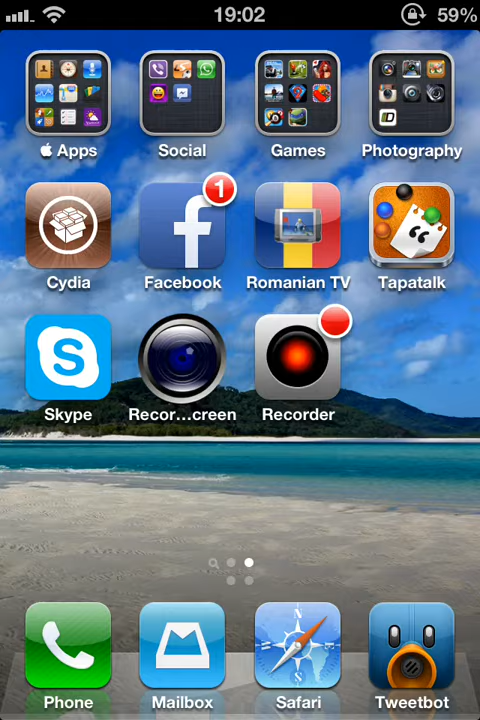 19:02
59%
Apps
Social
Games
Photography
1
Cydia
Facebook
Romanian TV
Tapatalk
Skype
Recor...creen
Recorder
Phone
Mailbox
Safari
Tweetbot